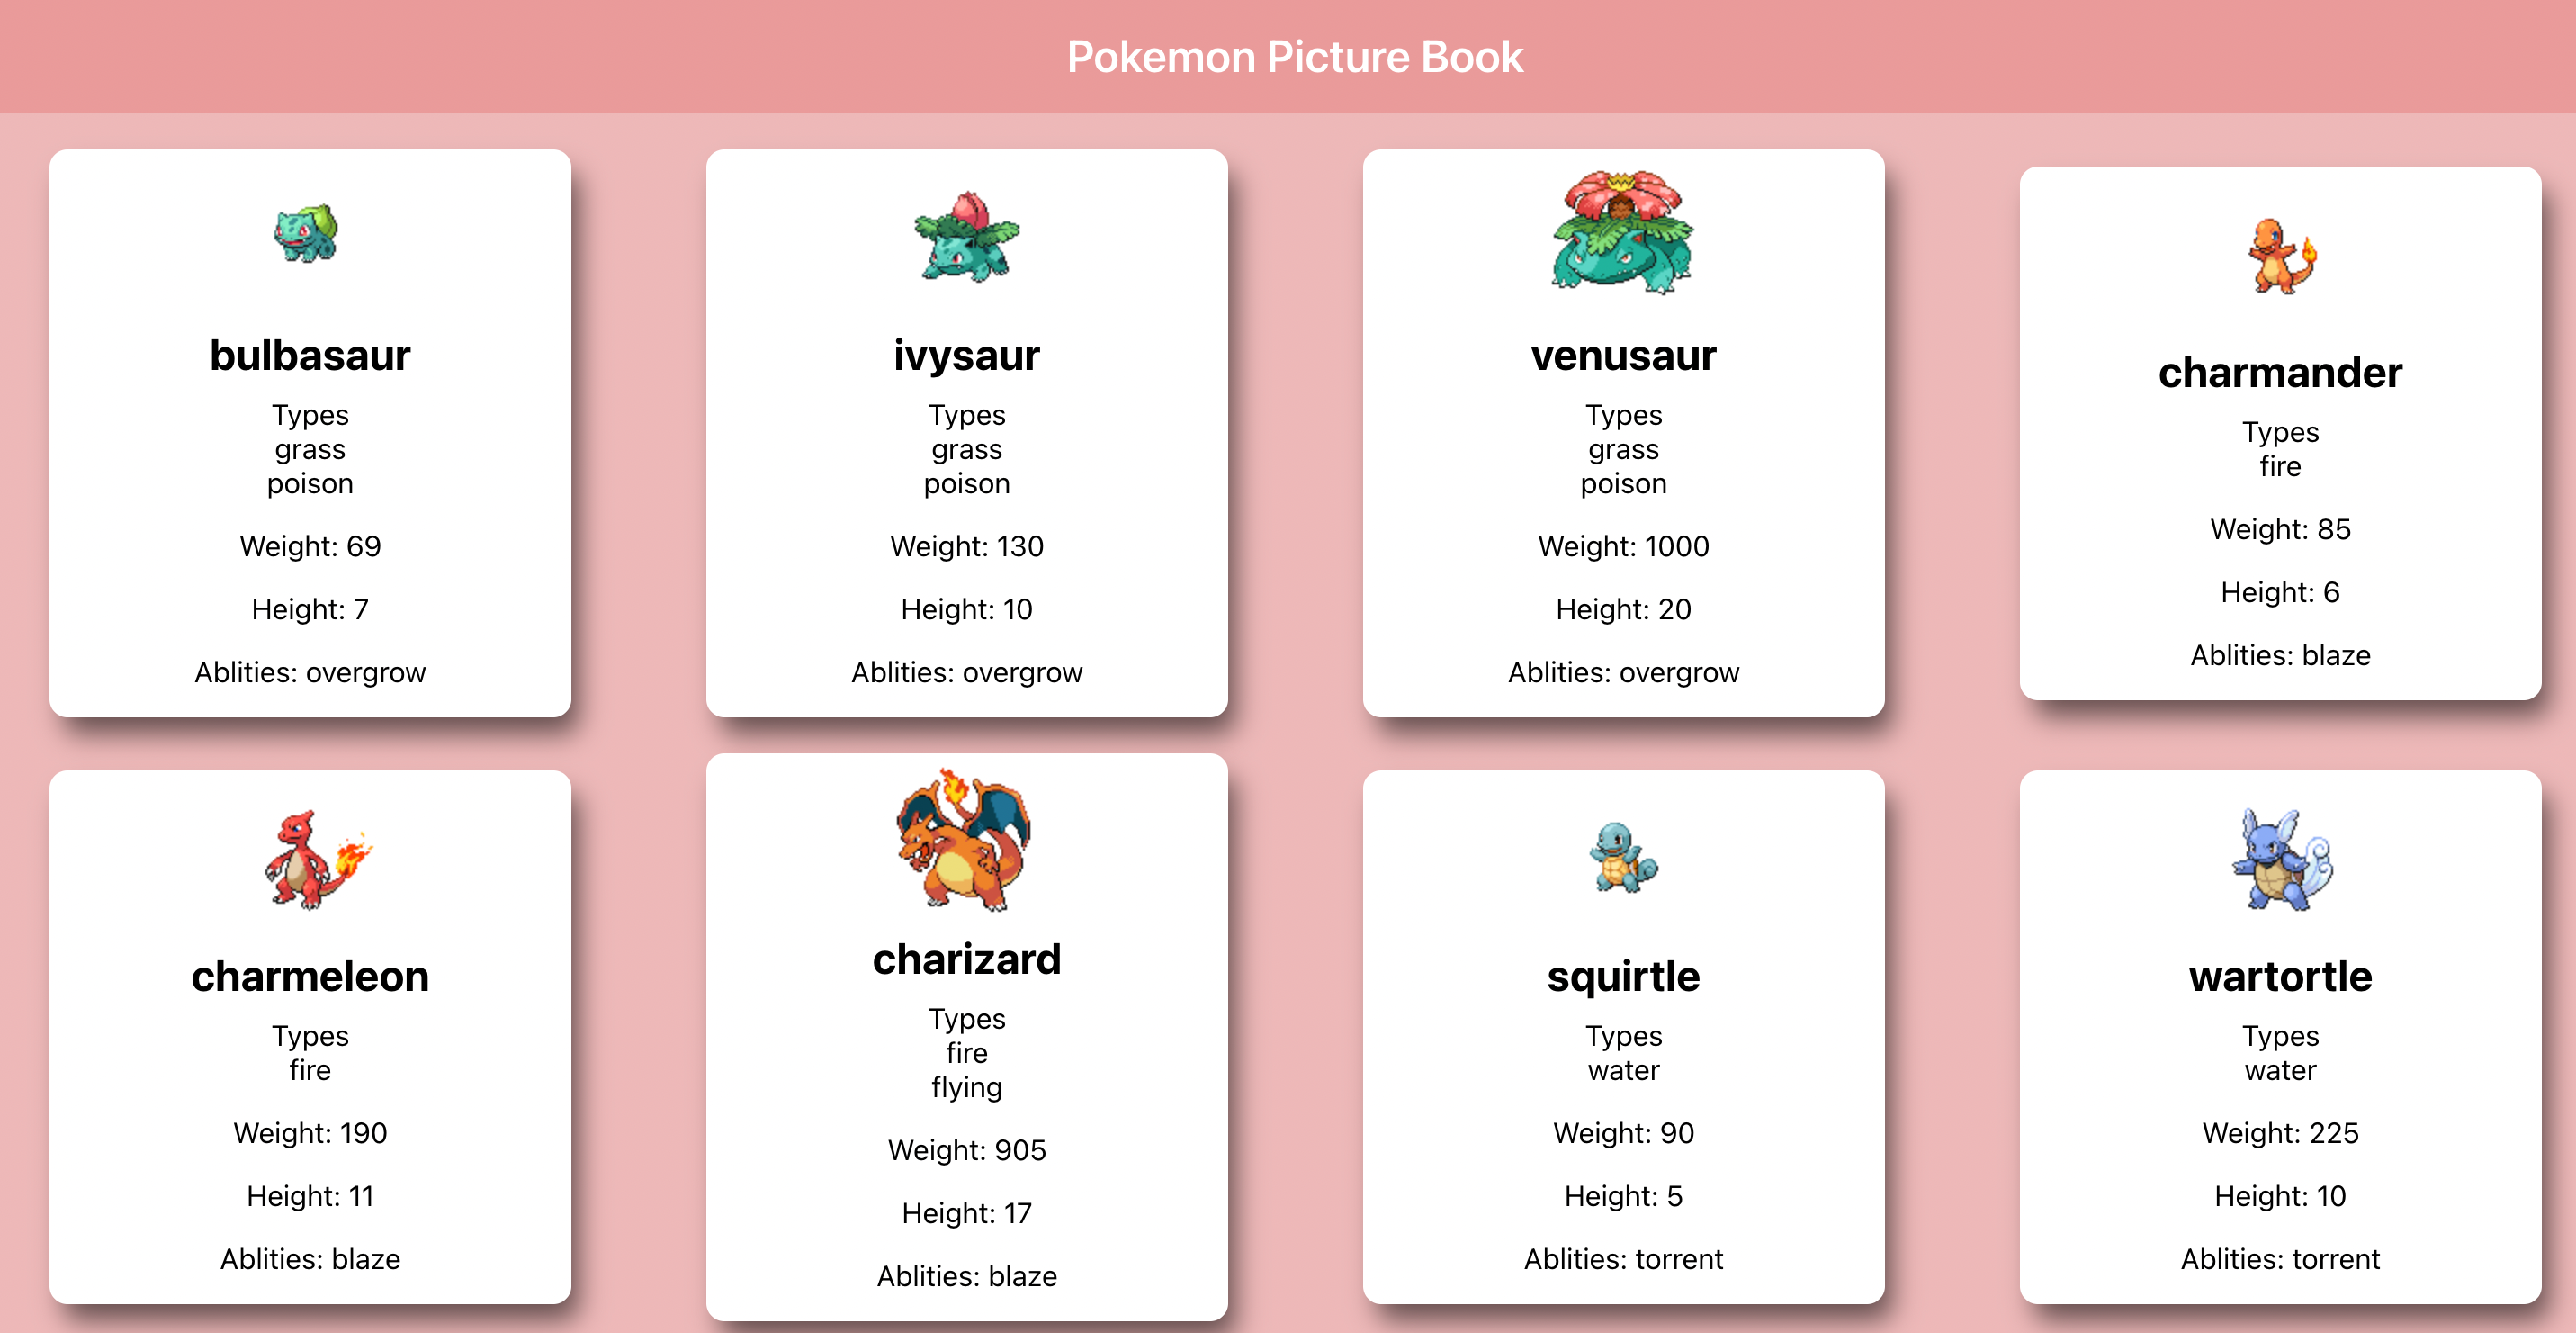 Pokemon Picture Book
bulbasaur
Types
grass
poison
Weight: 69
Height: 7
Ablities: overgrow
ivysaur
Types
grass
poison
Weight: 130
Height: 10
Ablities: overgrow
venusaur
Types
grass
poison
Weight: 1000
Height: 20
Ablities: overgrow
charmander
Types
fire
Weight: 85
Height: 6
Ablities: blaze
charmeleon
Types
fire
Weight: 190
Height: 11
Ablities: blaze
charizard
Types
fire
flying
Weight: 905
Height: 17
Ablities: blaze
squirtle
Types
water
Weight: 90
Height: 5
Ablities: torrent
wartortle
Types
water
Weight: 225
Height: 10
Ablities: torrent